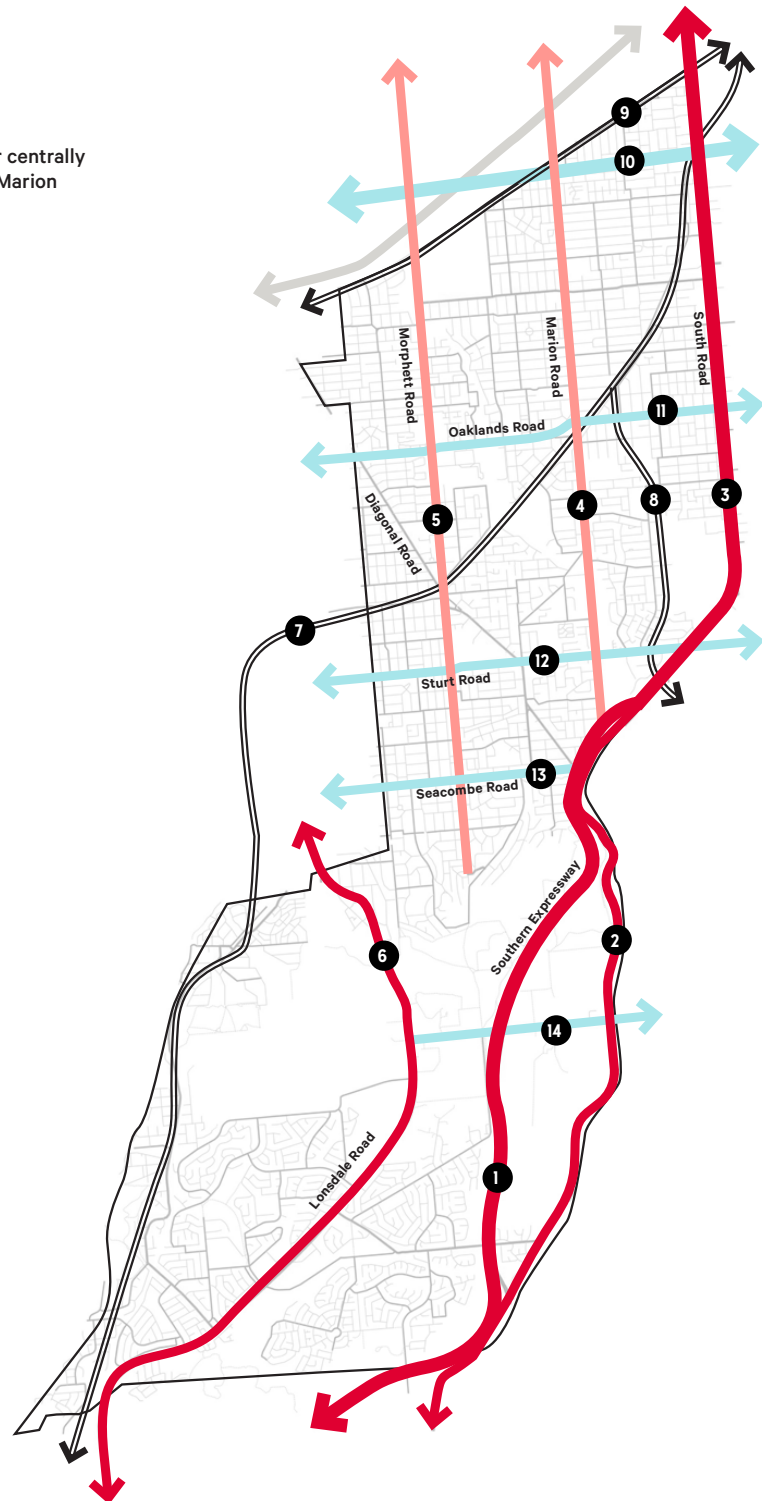 r centrally
Marion
9
10
Morphett Road
Marion Road
South Road
11
Oaklands Road
3
8
4
5
Diagonal Road
7
12
Sturt Road
13
Seacombe Road
Southern Expressway
2
6
14
Lonsdale Road
1